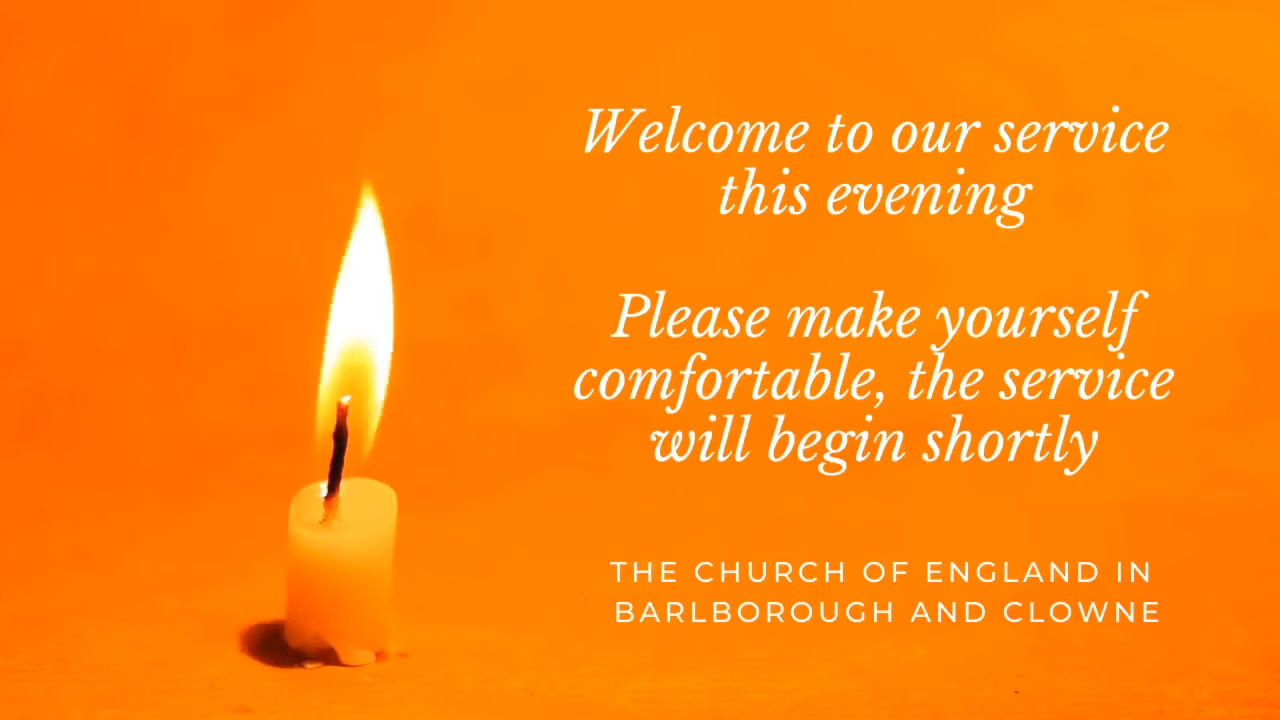 Welcome to our service
this evening
Please make yourself
comfortable, the service
will begin shortly
THE CHURCH OF ENGLAND IN
BARLBOROUGH AND CLOWNE